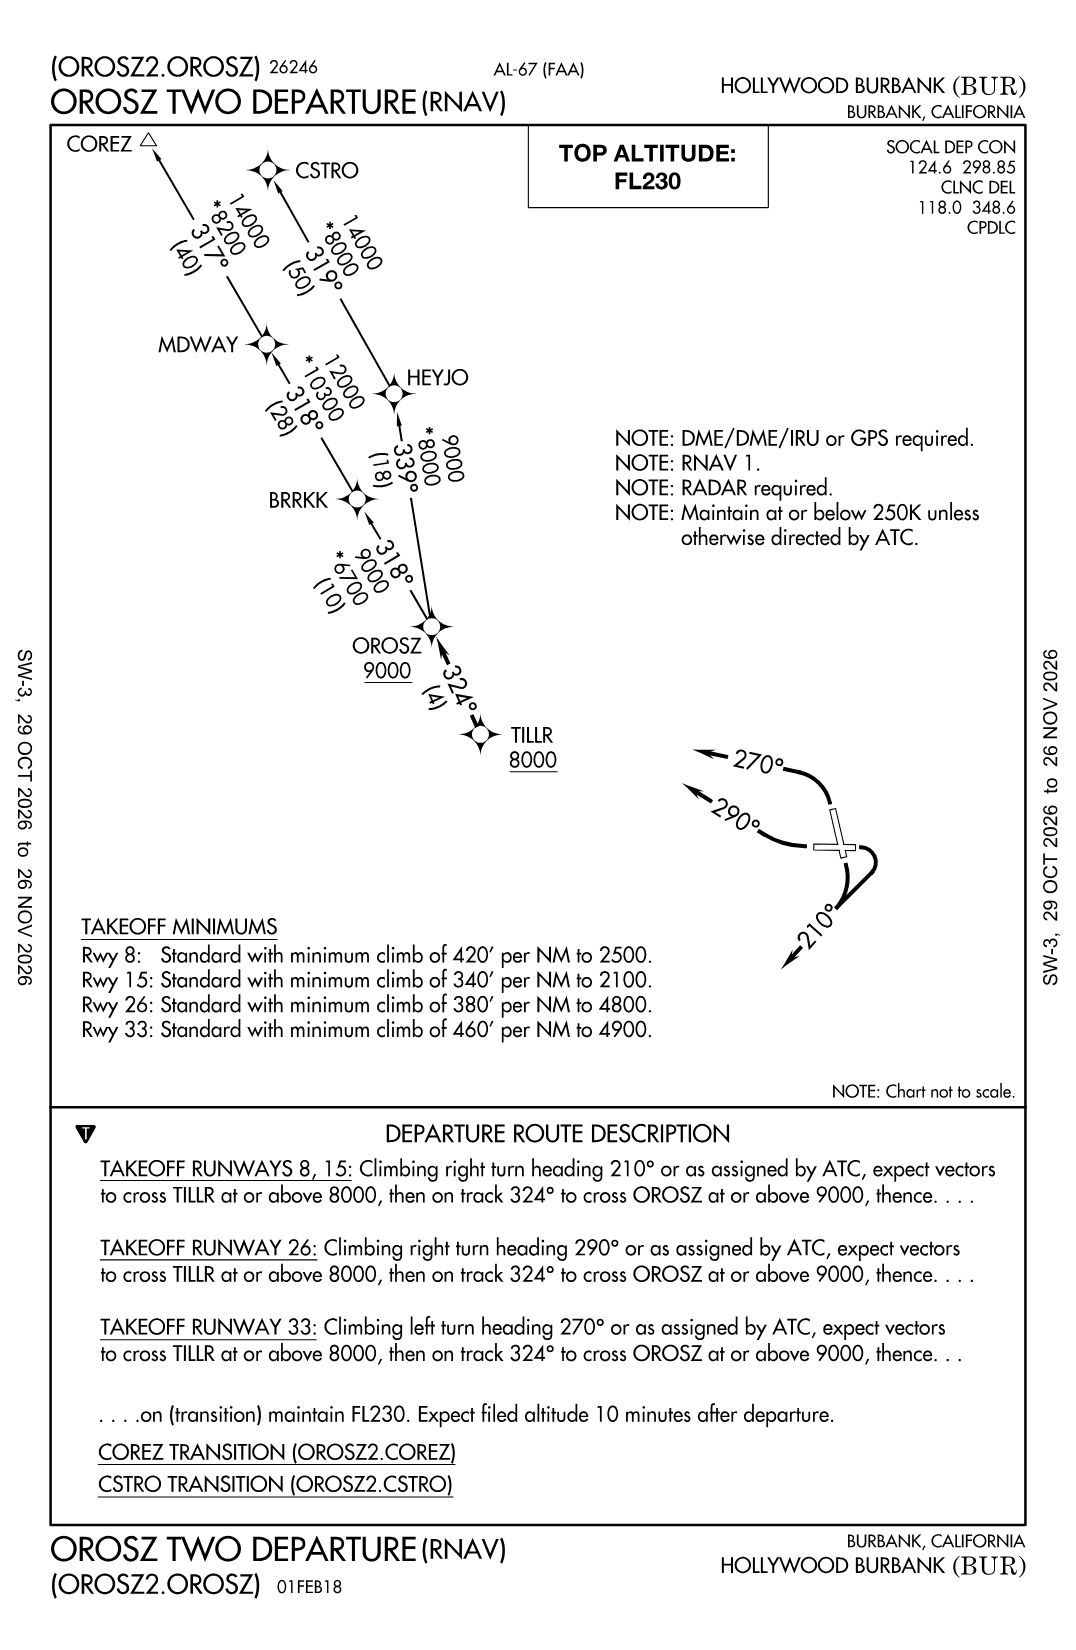 (OROSZ2.OROSZ) 26246
AL-67 (FAA)
HOLLYWOOD BURBANK (BUR)
OROSZ TWO DEPARTURE (RNAV)
BURBANK, CALIFORNIA
TOP ALTITUDE:
FL230
SOCAL DEP CON
124.6 298.85
CLNC DEL
118.0 348.6
CPDLC
COREZ
CSTRO
14000
*8200
317°
(40)
14000
*8000
319°
(50)
MDWAY
HEYJO
12000
*10300
318°
(28)
9000
*8000
339°
(18)
BRRKK
318°
9000
*6700
(10)
OROSZ
9000
324°
(4)
TILLR
8000
NOTE: DME/DME/IRU or GPS required.
NOTE: RNAV 1.
NOTE: RADAR required.
NOTE: Maintain at or below 250K unless
otherwise directed by ATC.
270°
290°
210°
SW-3, 29 OCT 2026 to 26 NOV 2026
SW-3, 29 OCT 2026 to 26 NOV 2026
TAKEOFF MINIMUMS
Rwy 8: Standard with minimum climb of 420' per NM to 2500.
Rwy 15: Standard with minimum climb of 340' per NM to 2100.
Rwy 26: Standard with minimum climb of 380' per NM to 4800.
Rwy 33: Standard with minimum climb of 460' per NM to 4900.
NOTE: Chart not to scale.
T
DEPARTURE ROUTE DESCRIPTION
TAKEOFF RUNWAYS 8, 15: Climbing right turn heading 210° or as assigned by ATC, expect vectors
to cross TILLR at or above 8000, then on track 324° to cross OROSZ at or above 9000, thence. . . .
TAKEOFF RUNWAY 26: Climbing right turn heading 290° or as assigned by ATC, expect vectors
to cross TILLR at or above 8000, then on track 324° to cross OROSZ at or above 9000, thence. . . .
TAKEOFF RUNWAY 33: Climbing left turn heading 270° or as assigned by ATC, expect vectors
to cross TILLR at or above 8000, then on track 324° to cross OROSZ at or above 9000, thence. . .
. . . .on (transition) maintain FL230. Expect filed altitude 10 minutes after departure.
COREZ TRANSITION (OROSZ2.COREZ)
CSTRO TRANSITION (OROSZ2.CSTRO)
OROSZ TWO DEPARTURE (RNAV)
BURBANK, CALIFORNIA
HOLLYWOOD BURBANK (BUR)
(OROSZ2.OROSZ) 01FEB18